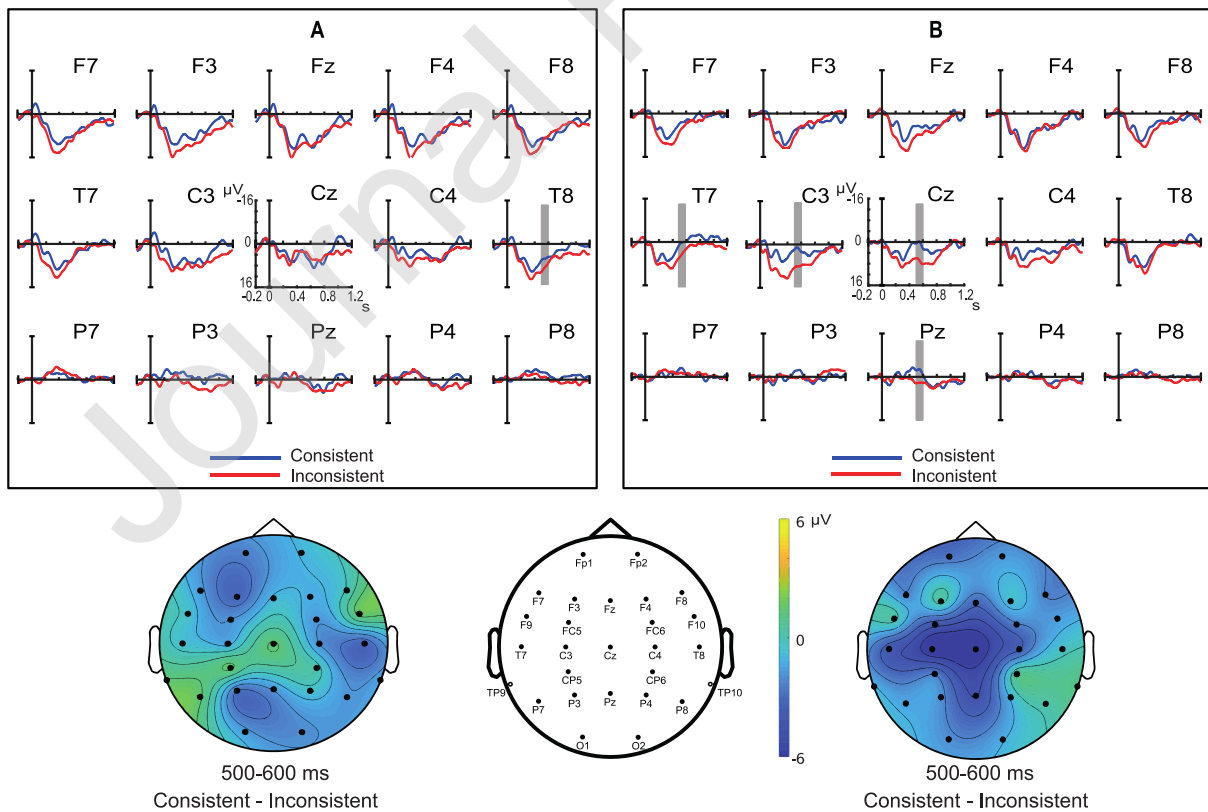 A
F7 F3 Fz F4 F8
T7 C3 µV -16 Cz C4 T8
0
16
-0.2 0 0.4 0.8 1.2
s
P7 P3 Pz P4 P8
Consistent
Inconsistent
B
F7 F3 Fz F4 F8
T7 C3 µV -16 Cz C4 T8
0
16
-0.2 0 0.4 0.8 1.2
s
P7 P3 Pz P4 P8
Consistent
Inconistent
Journal P
500-600 ms
Consistent - Inconsistent
Fp1 Fp2
F7 F3 Fz F4 F8
F9 FC5 FC6 F10
T7 C3 Cz C4 T8
TP9 CP5 CP6 TP10
P7 P3 Pz P4 P8
O1 O2
6 µV
0
-6
500-600 ms
Consistent - Inconsistent